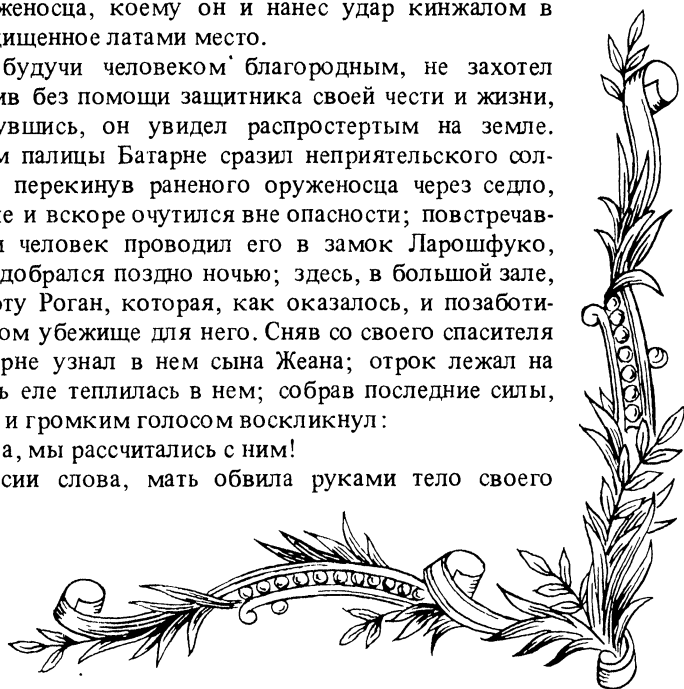 женосца, коему он и нанес удар кинжалом в
ищенное латами место.
будучи человеком благородным, не захотел
ив без помощи защитника своей чести и жизни,
увшись, он увидел распростертым на земле.
м палицы Батарне сразил неприятельского сол-
перекинув раненого оруженосца через седло,
е и вскоре очутился вне опасности; повстречав-
и человек проводил его в замок Ларошфуко,
добрался поздно ночью; здесь, в большой зале,
оту Роган, которая, как оказалось, и позаботи-
ом убежище для него. Сняв со своего спасителя
рне узнал в нем сына Жеана; отрок лежал на
ь еле теплилась в нем; собрав последние силы,
и громким голосом воскликнул:
а, мы рассчитались с ним!
сии слова, мать обвила руками тело своего